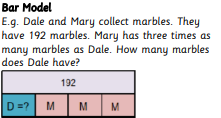 Bar Model
E.g. Dale and Mary collect marbles. They
have 192 marbles. Mary has three times as
many marbles as Dale. How many marbles
does Dale have?
192
D =? M M M